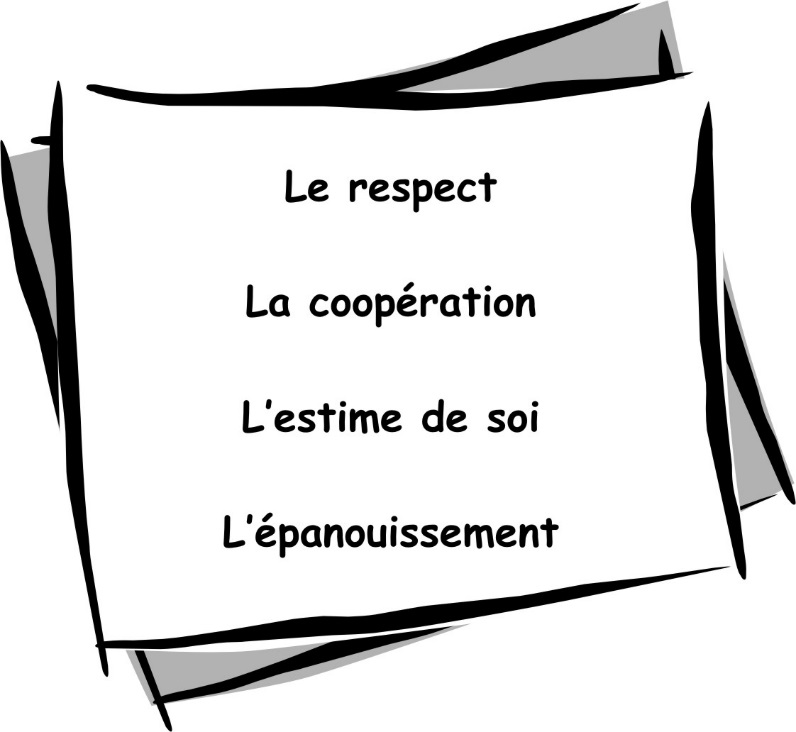 Le respect
La coopération
L'estime de soi
L'épanouissement